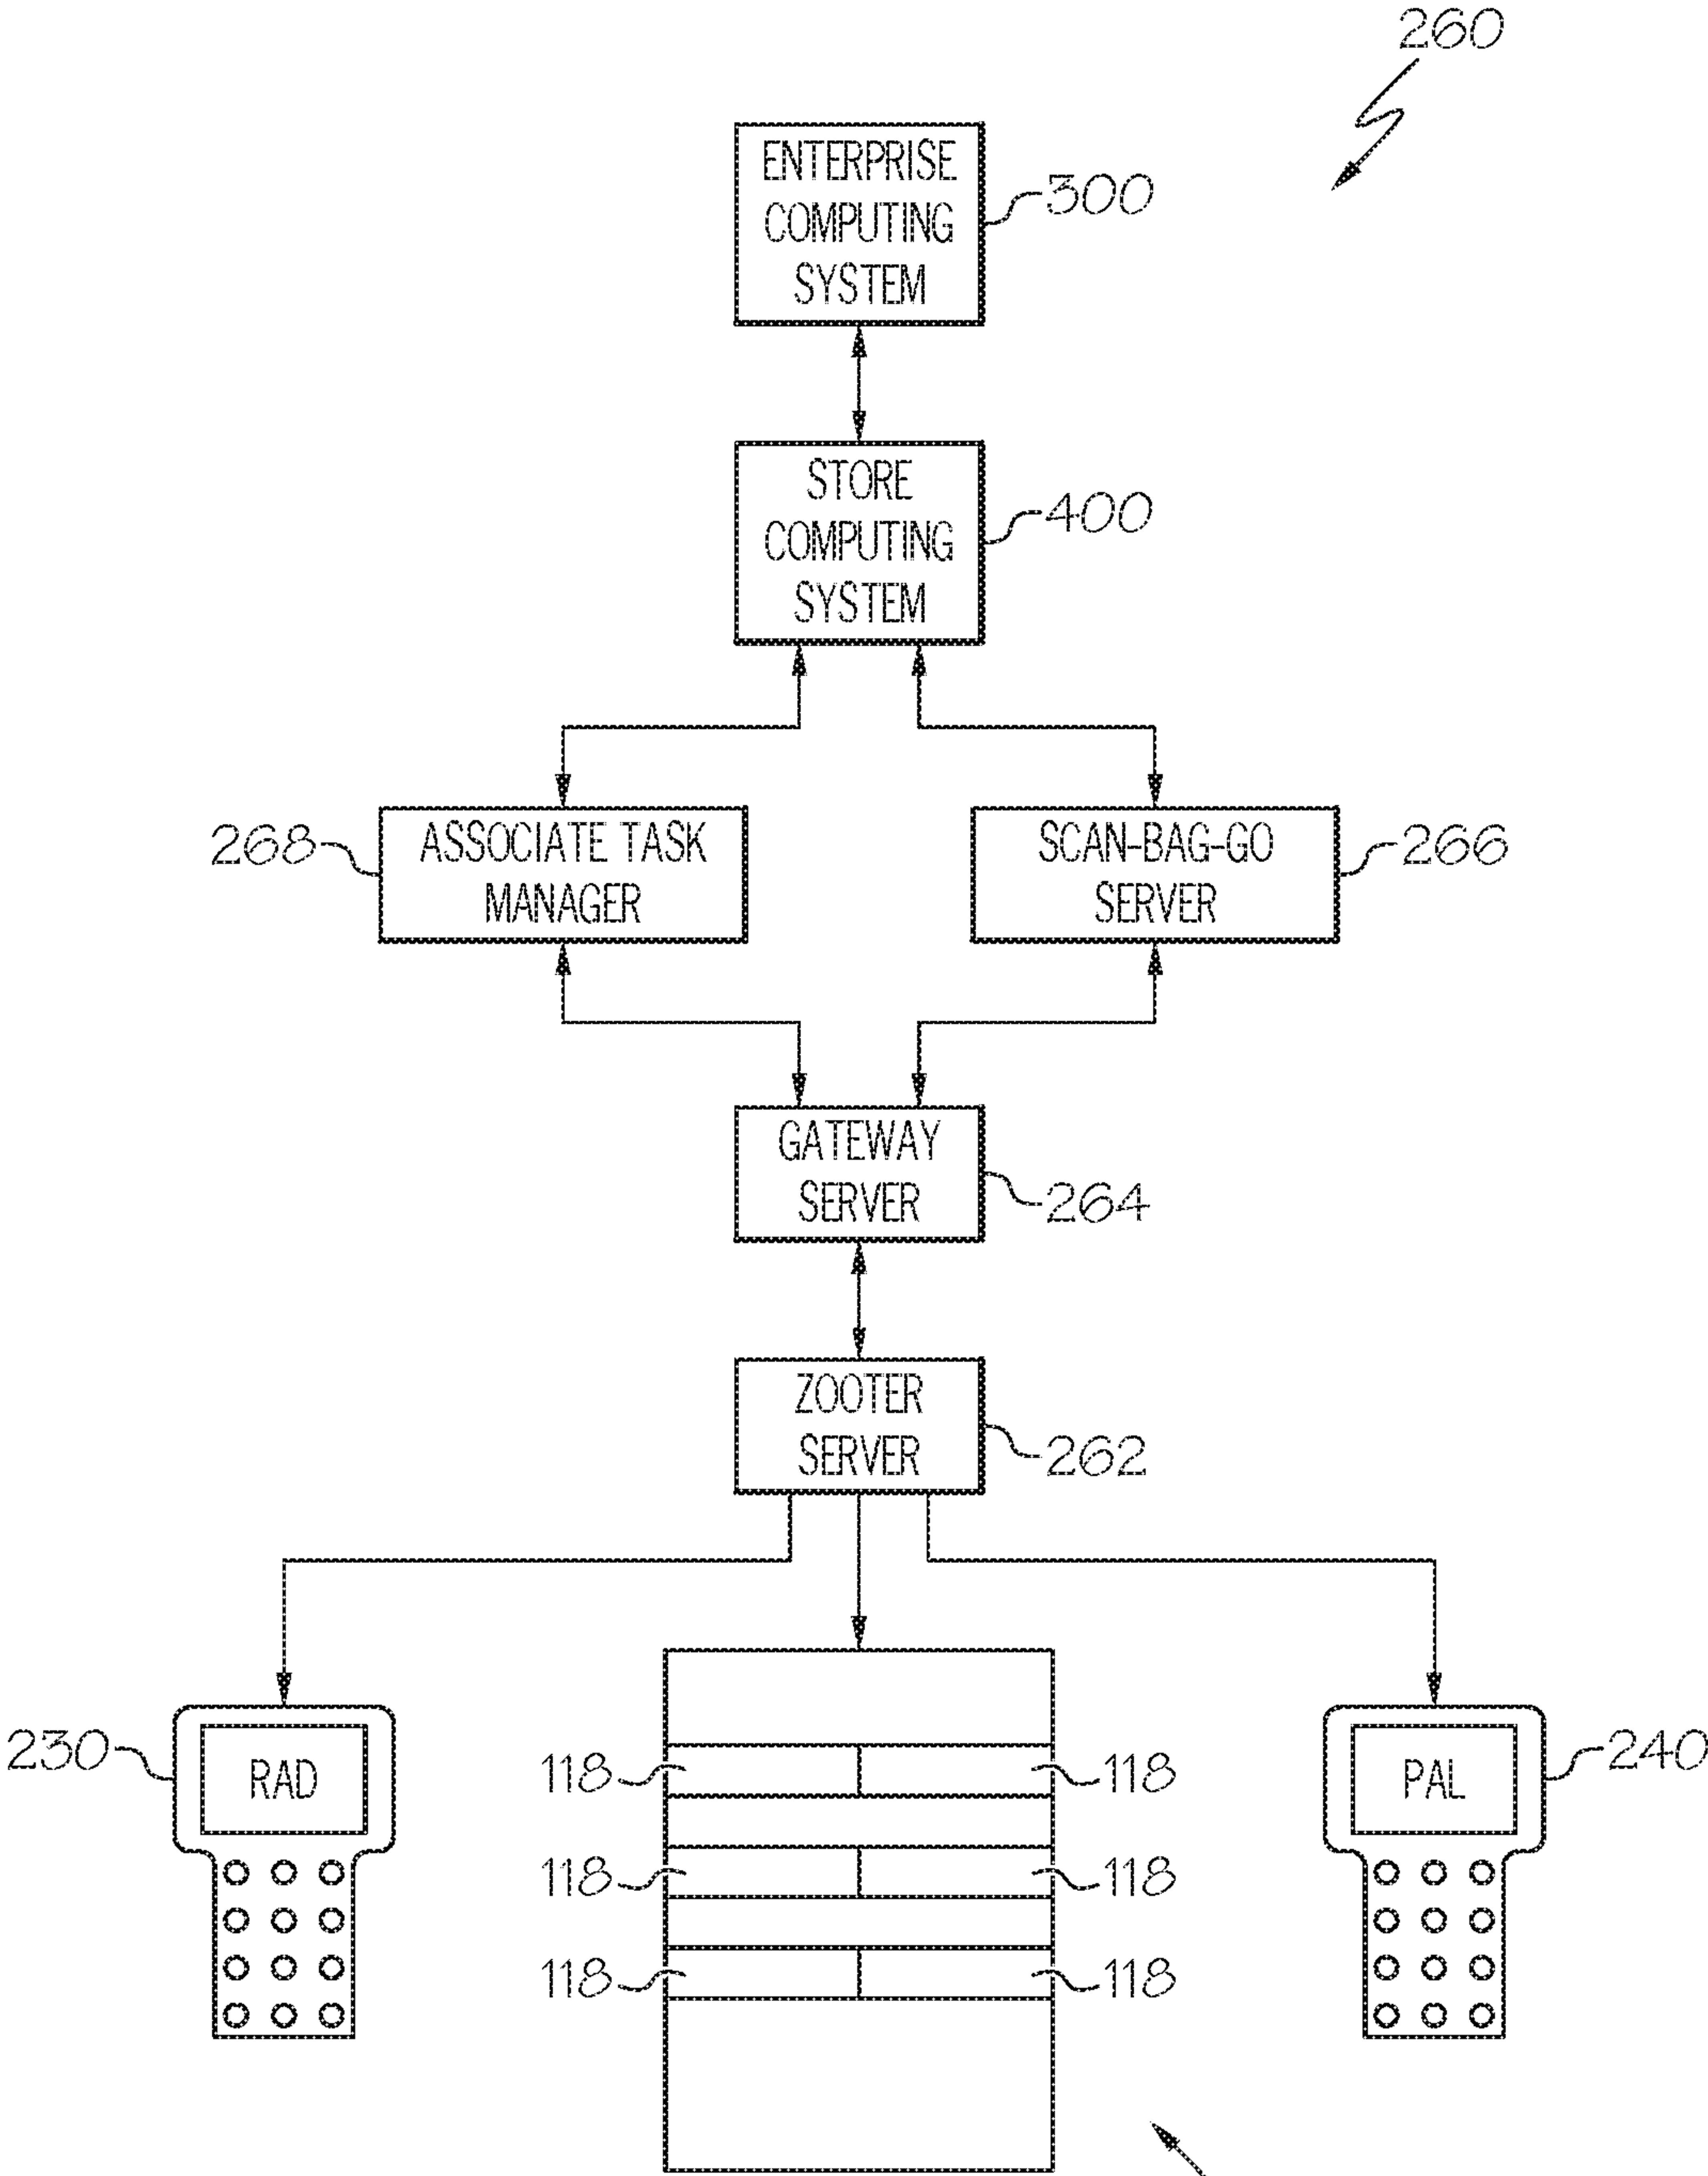 260
ENTERPRISE
COMPUTING
SYSTEM
300
STORE
COMPUTING
SYSTEM
400
268
ASSOCIATE TASK
MANAGER
SCAN-BAG-GO
SERVER
266
GATEWAY
SERVER
264
ZOOTER
SERVER
262
230
RAD
118
118
PAL
240
118
118
118
118